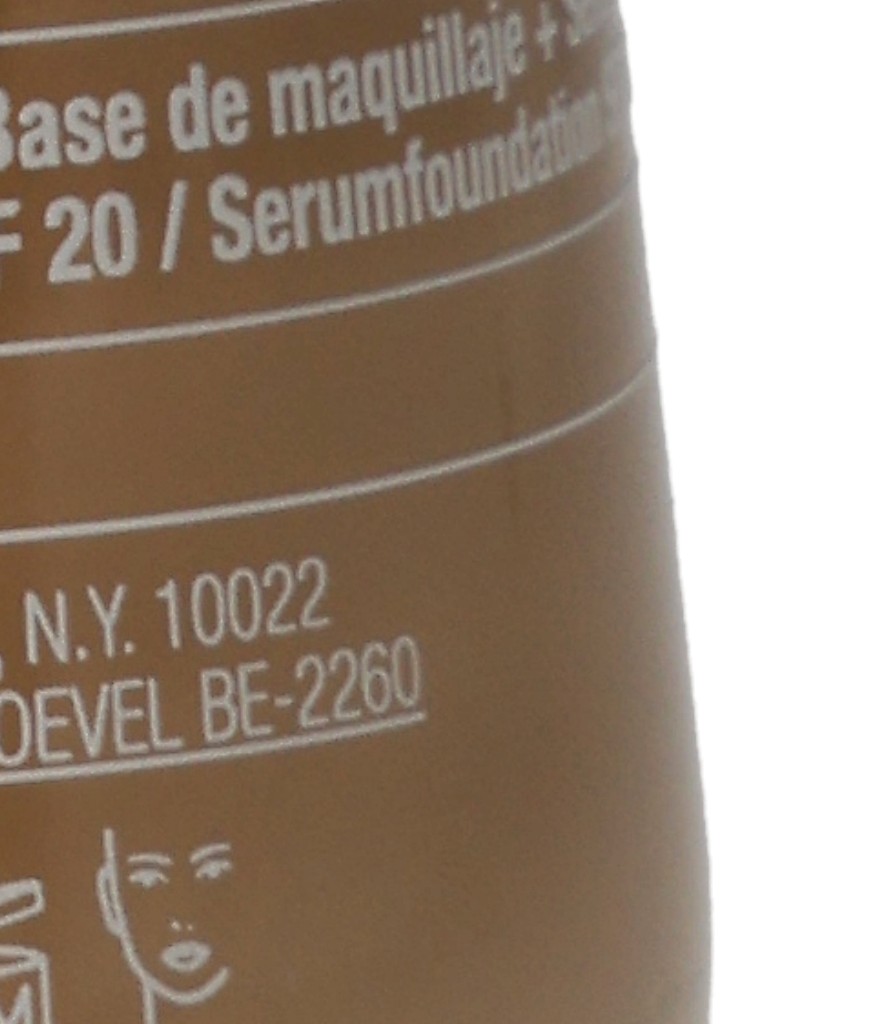 Base de maquillaje +
F 20 / Serumfoundation
, N.Y. 10022
OEVEL BE-2260
M